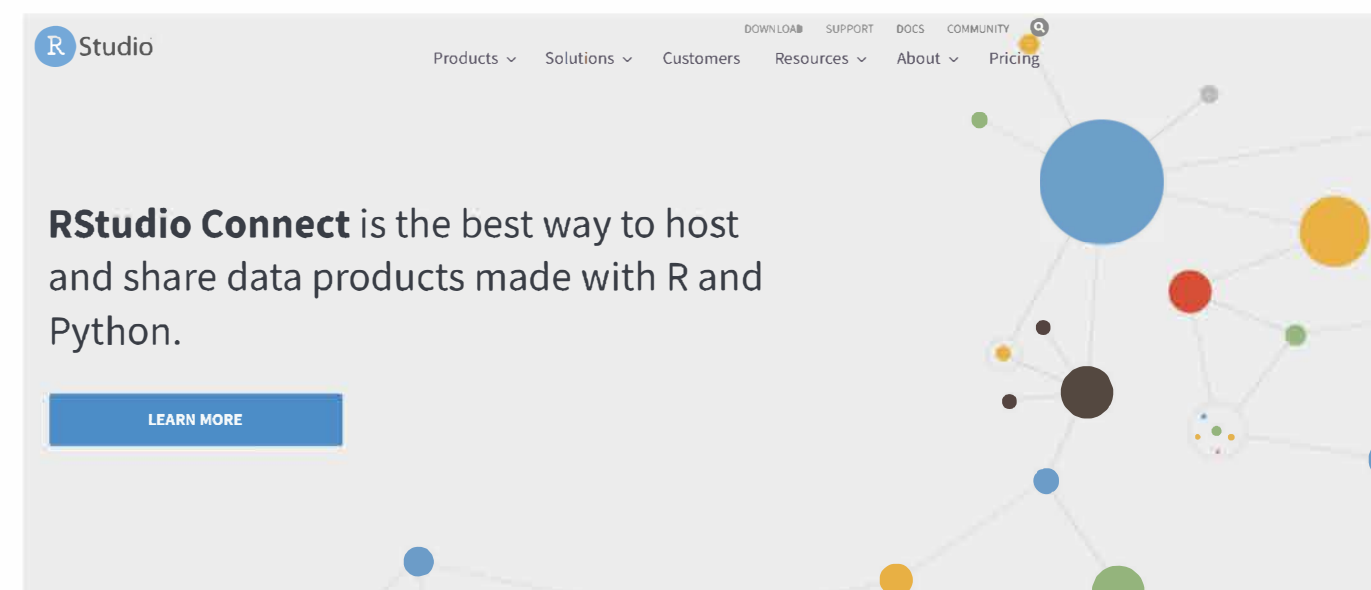 R Studio
DOWNLOAD SUPPORT DOCS COMMUNITY
Products Solutions Customers Resources About Pricing
RStudio Connect is the best way to host
and share data products made with R and
Python.
LEARN MORE